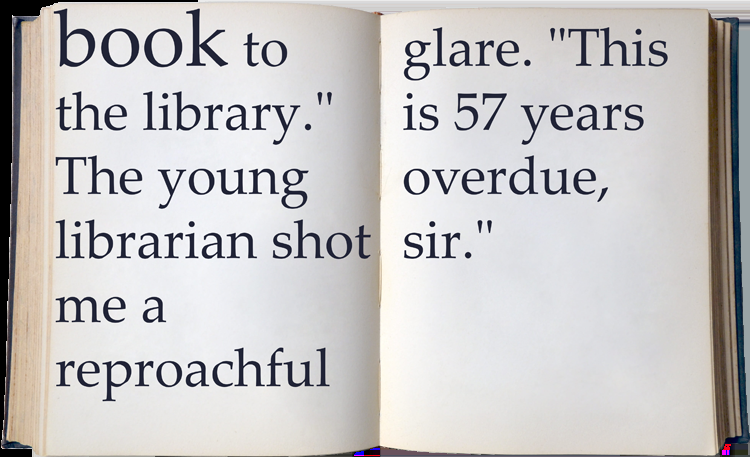 book to
the library."
The young
librarian shot
me a
reproachful
glare. "This
is 57 years
overdue,
sir."